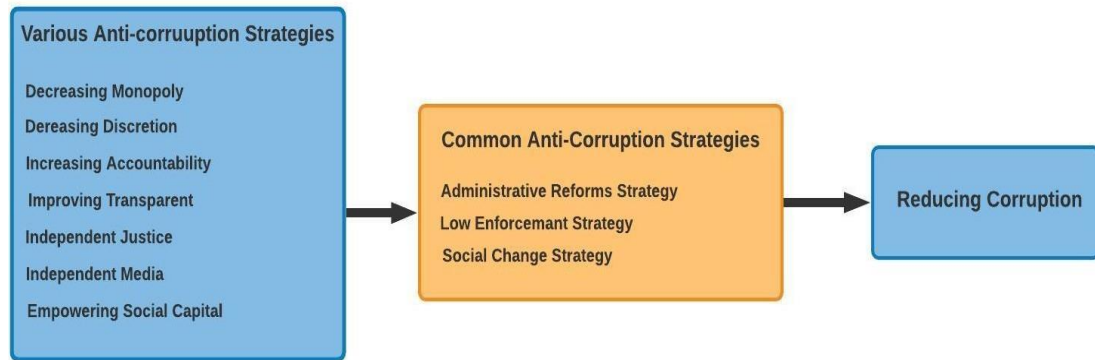 Various Anti-corruuption Strategies
Decreasing Monopoly
Dereasing Discretion
Increasing Accountability
Improving Transparent
Independent Justice
Independent Media
Empowering Social Capital
Common Anti-Corruption Strategies
Administrative Reforms Strategy
Low Enforcemant Strategy
Social Change Strategy
Reducing Corruption